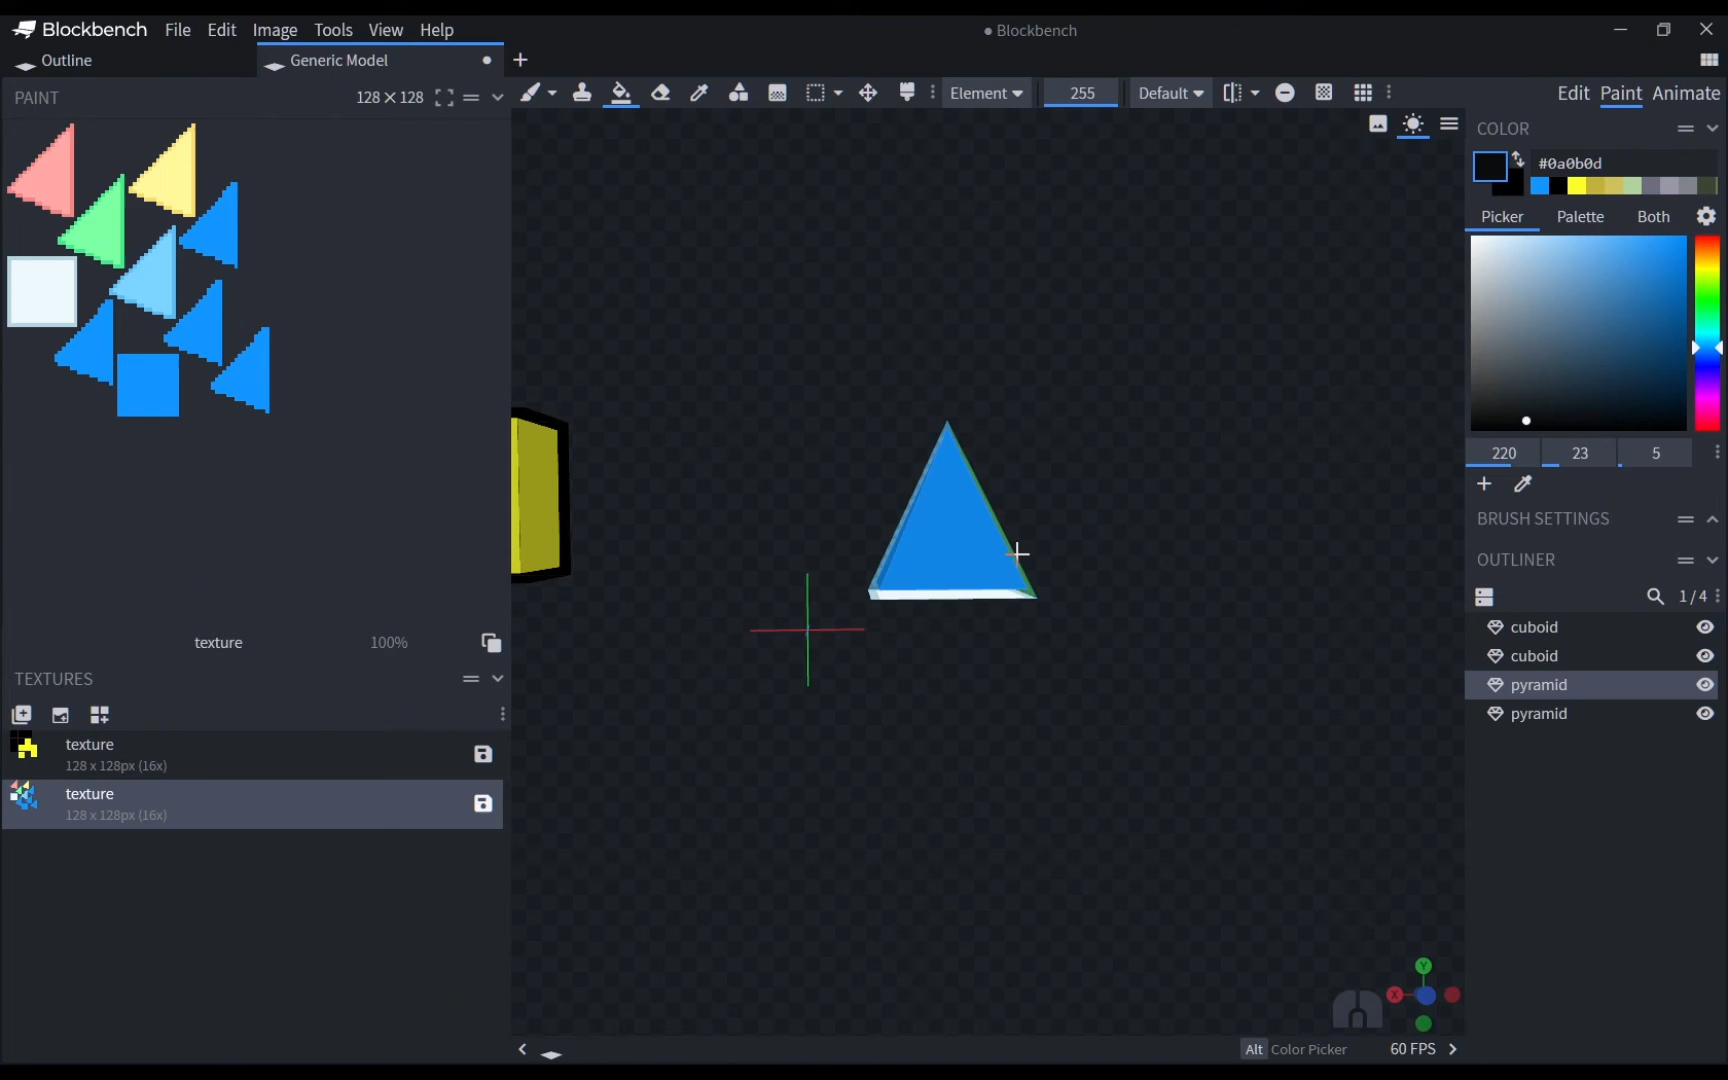 Blockbench File Edit Image Tools View Help
Blockbench
Outline
Generic Model
PAINT 128 × 128
Element 255 Default
Edit Paint Animate
COLOR
#0a0b0d
Picker Palette Both
220 23 5
BRUSH SETTINGS
OUTLINER
1/4
cuboid
cuboid
pyramid
pyramid
texture 100%
TEXTURES
texture
128 x 128px (16x)
texture
128 x 128px (16x)
Y
X
Alt Color Picker 60 FPS